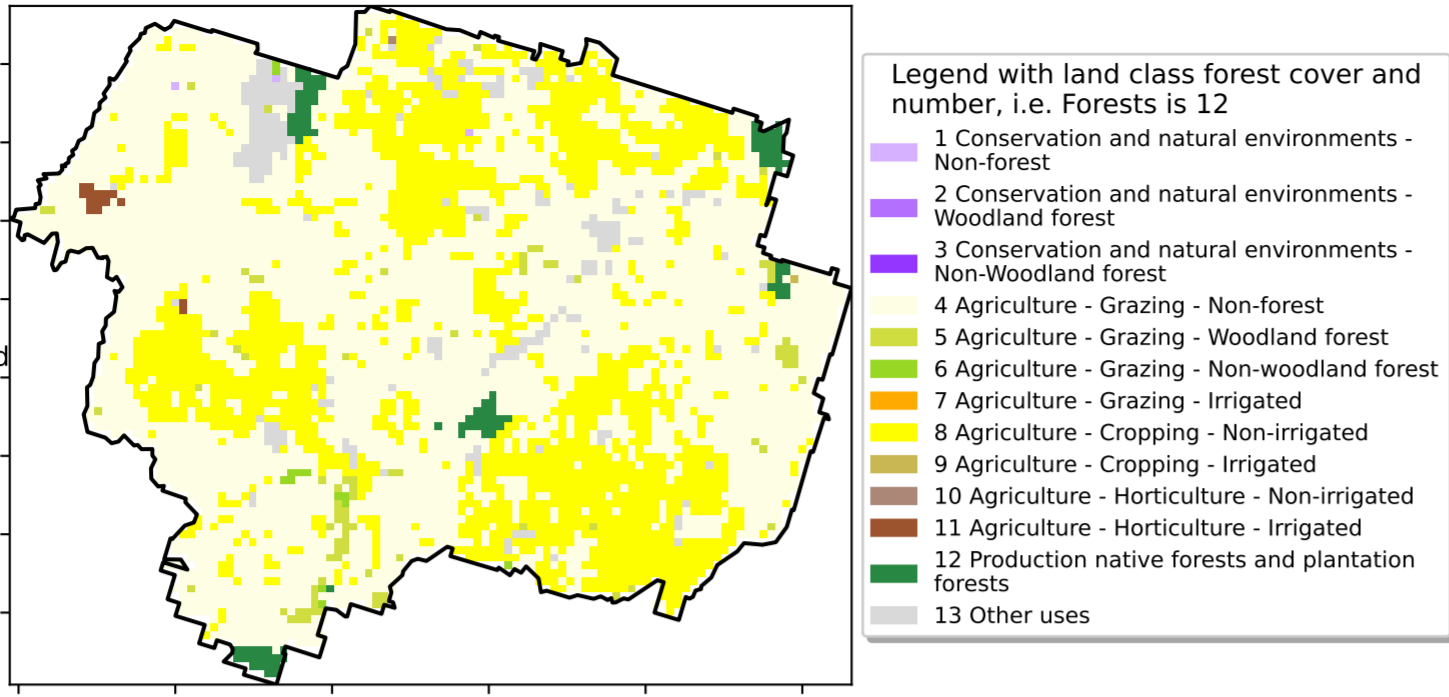 d
Legend with land class forest cover and
number, i.e. Forests is 12
1 Conservation and natural environments -
Non-forest
2 Conservation and natural environments -
Woodland forest
3 Conservation and natural environments -
Non-Woodland forest
4 Agriculture - Grazing - Non-forest
5 Agriculture - Grazing - Woodland forest
6 Agriculture - Grazing - Non-woodland forest
7 Agriculture - Grazing - Irrigated
8 Agriculture - Cropping - Non-irrigated
9 Agriculture - Cropping - Irrigated
10 Agriculture - Horticulture - Non-irrigated
11 Agriculture - Horticulture - Irrigated
12 Production native forests and plantation
forests
13 Other uses